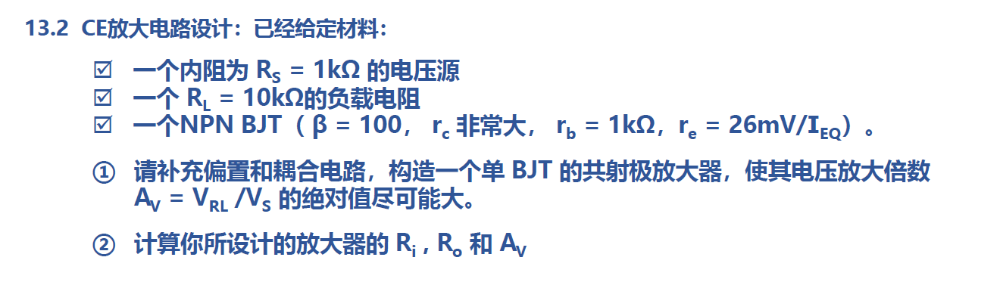 13.2 CE放大电路设计：已经给定材料：
☑ 一个内阻为 R_S = 1kΩ 的电压源
☑ 一个 R_L = 10kΩ的负载电阻
☑ 一个NPN BJT（ β = 100， r_c 非常大， r_b = 1kΩ，r_e = 26mV/I_EQ）。
① 请补充偏置和耦合电路，构造一个单 BJT 的共射极放大器，使其电压放大倍数
A_V = V_RL /V_S 的绝对值尽可能大。
② 计算你所设计的放大器的 R_i , R_o 和 A_V